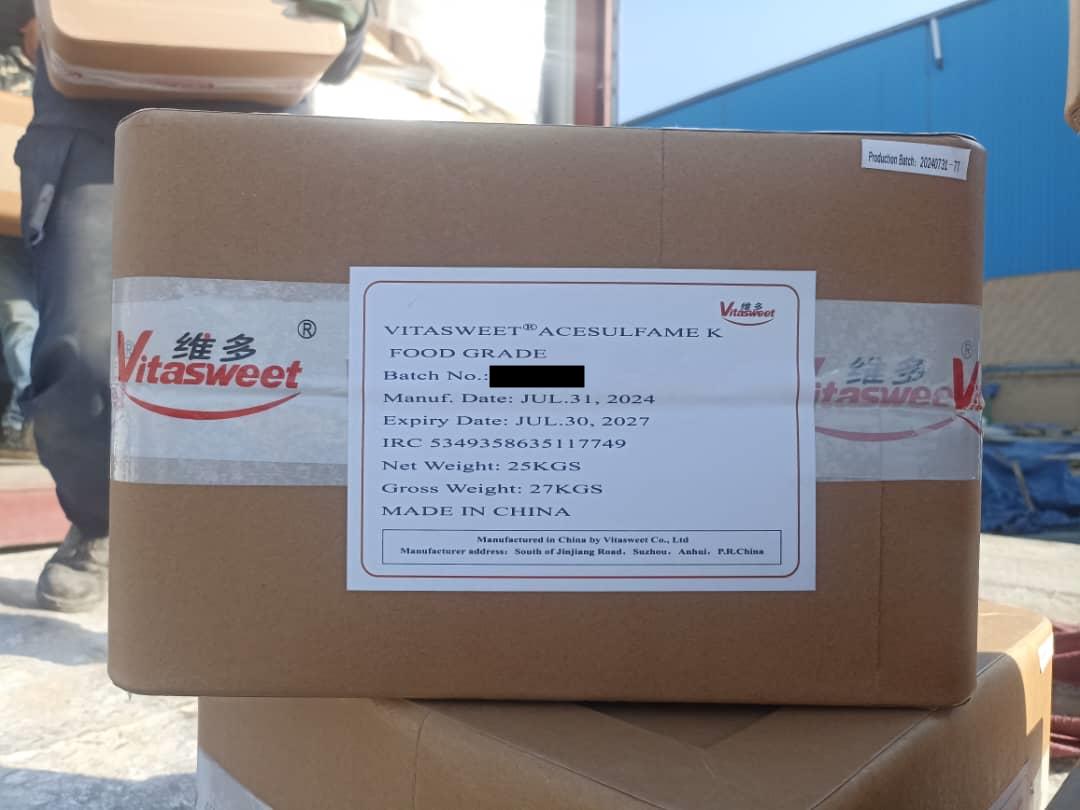 Production Batch: 20240731-77
维多
Vitasweet
VITASWEET® ACESULFAME K
FOOD GRADE
Batch No.:
Manuf. Date: JUL.31, 2024
Expiry Date: JUL.30, 2027
IRC 5349358635117749
Net Weight: 25KGS
Gross Weight: 27KGS
MADE IN CHINA
Manufactured in China by Vitasweet Co., Ltd
Manufacturer address: South of Jinjiang Road, Suzhou, Anhui, P.R.China
维多 ®
Vitasweet
维多 ®